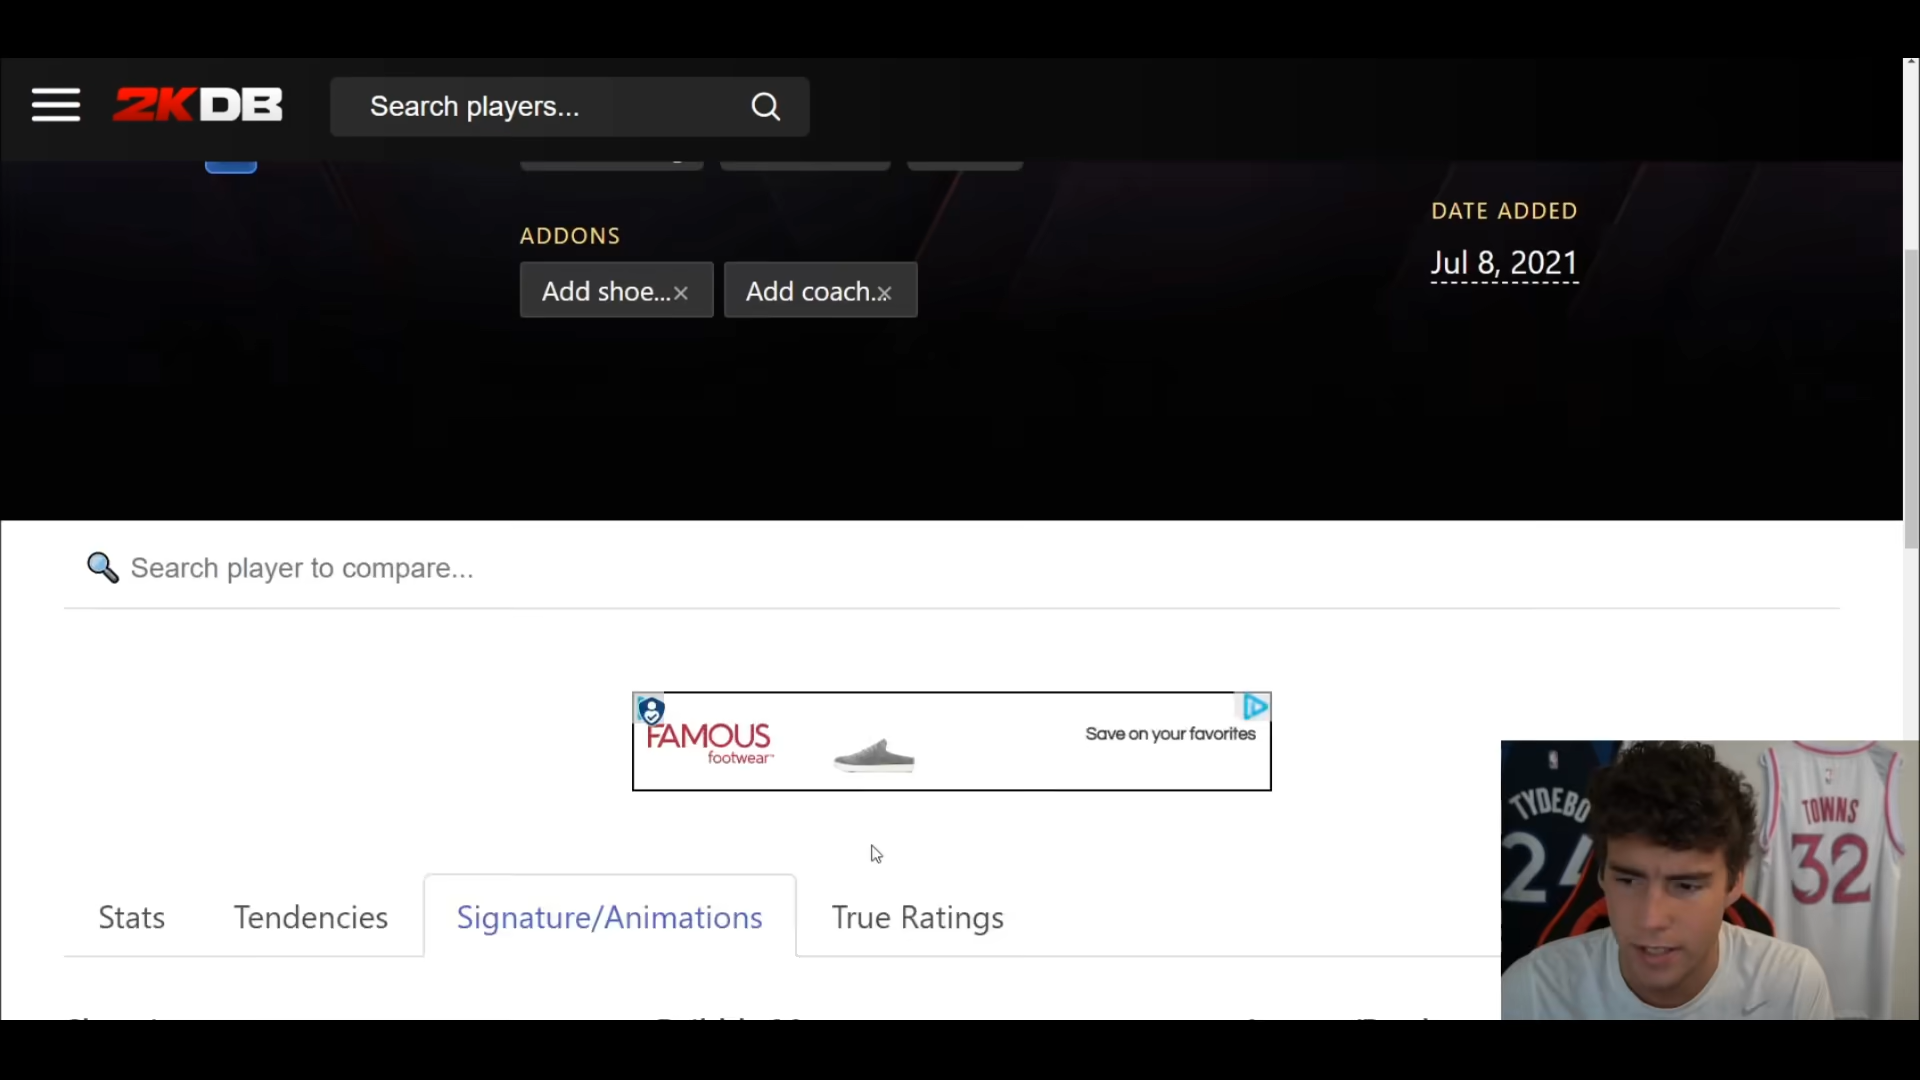 2KDB
Search players...
ADDONS
Add shoe...×
Add coach...×
DATE ADDED
Jul 8, 2021
Search player to compare...
FAMOUS
footwear
Save on your favorites
Stats
Tendencies
Signature/Animations
True Ratings
TYDEBO
24
TOWNS
32